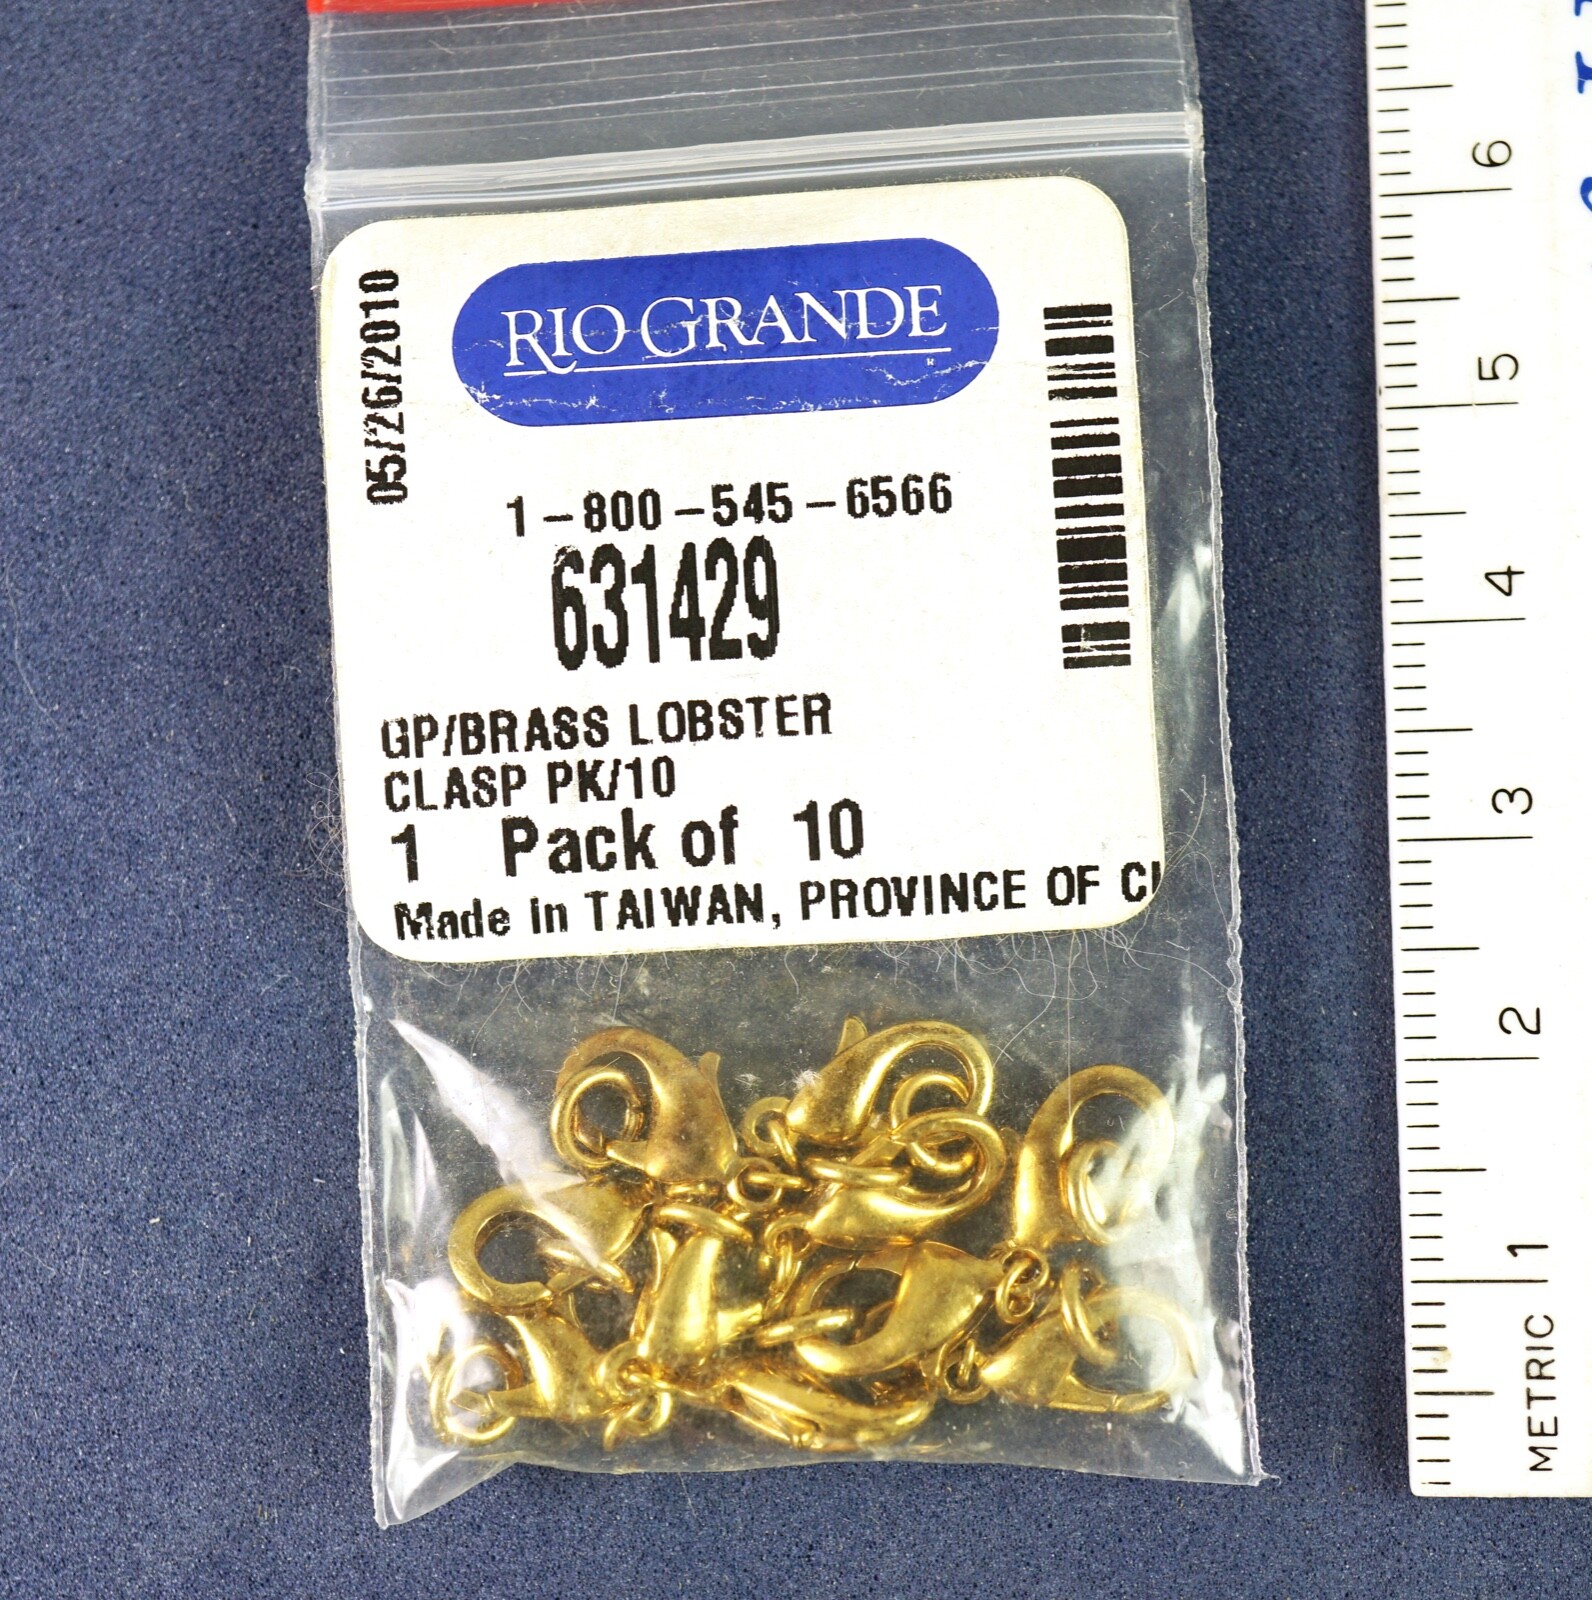 05/26/2010
RIO GRANDE
1-800-545-6566
631429
GP/BRASS LOBSTER
CLASP PK/10
1 Pack of 10
Made in TAIWAN, PROVINCE OF
6
5
4
3
2
1
METRIC